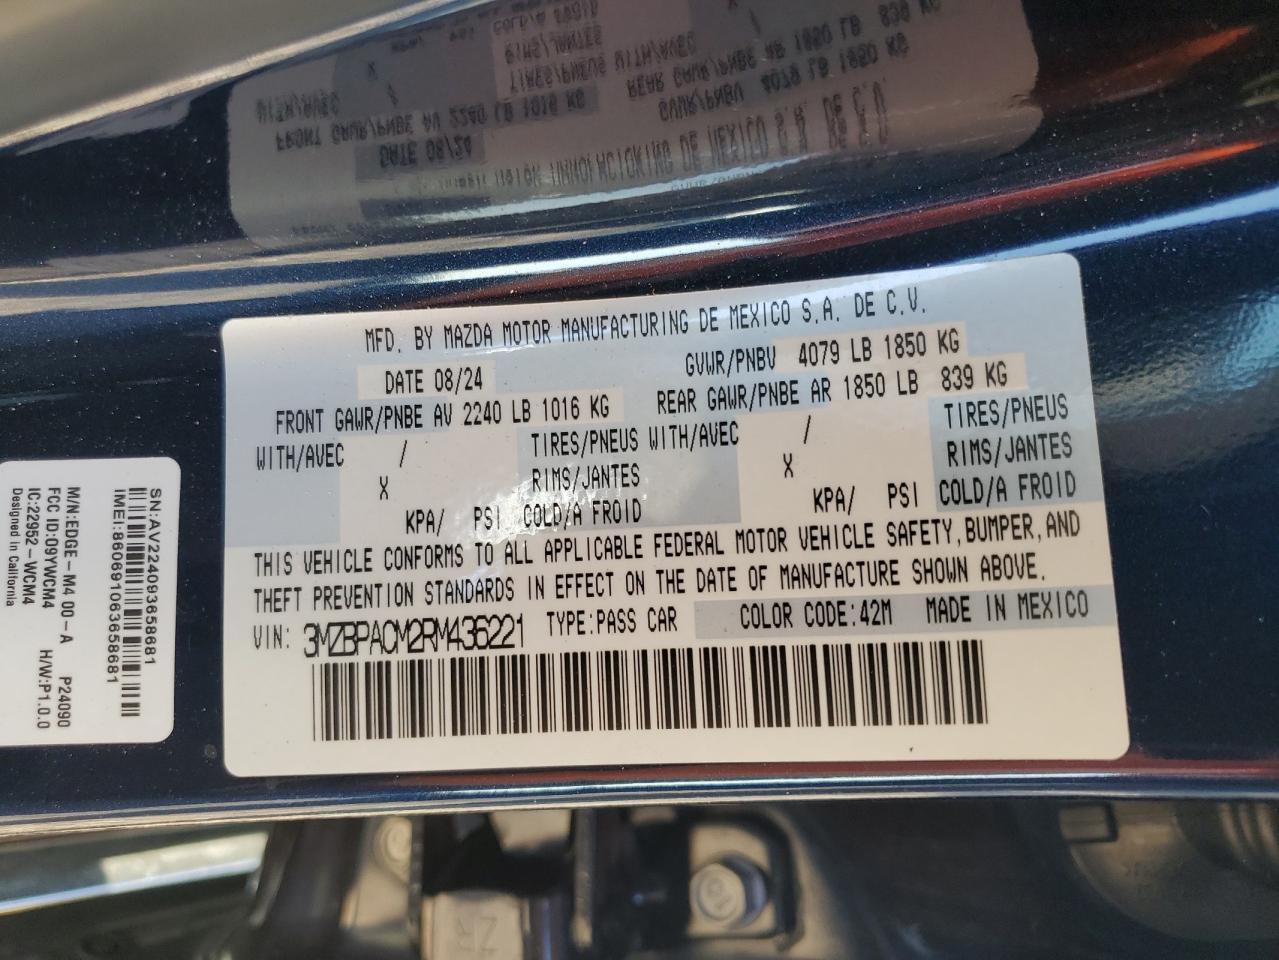 MFD. BY MAZDA MOTOR MANUFACTURING DE MEXICO S.A. DE C.V.
DATE 08/24 GVWR/PNBV 4079 LB 1850 KG
FRONT GAWR/PNBE AV 2240 LB 1016 KG REAR GAWR/PNBE AR 1850 LB 839 KG
WITH/AVEC / TIRES/PNEUS WITH/AVEC / TIRES/PNEUS
X RIMS/JANTES X RIMS/JANTES
KPA/ PSI COLD/A FROID KPA/ PSI COLD/A FROID
THIS VEHICLE CONFORMS TO ALL APPLICABLE FEDERAL MOTOR VEHICLE SAFETY, BUMPER, AND
THEFT PREVENTION STANDARDS IN EFFECT ON THE DATE OF MANUFACTURE SHOWN ABOVE.
VIN: 3MZBPACM2RM436221 TYPE:PASS CAR COLOR CODE:42M MADE IN MEXICO
SN:AV22409365868​1
IMEI:860691063658681
M/N:EDGE-M4 00-A P24090
FCC ID:O9YWCM4 H/W:P1.0.0
IC:22952-WCM4
Designed in California
ZR